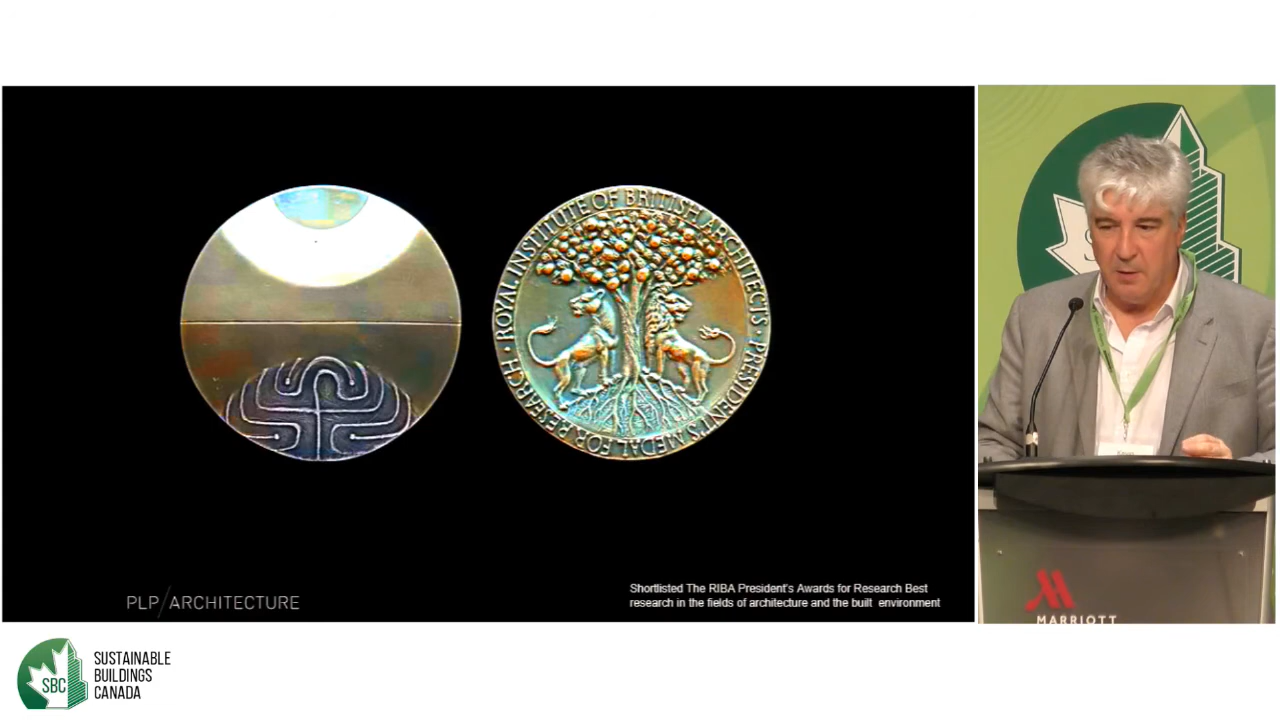 ROYAL INSTITUTE OF BRITISH ARCHITECTS · PRESIDENT'S MEDAL FOR RESEARCH ·
PLP/ARCHITECTURE
Shortlisted The RIBA President's Awards for Research Best
research in the fields of architecture and the built environment
MARRIOTT
SBC
SUSTAINABLE
BUILDINGS
CANADA